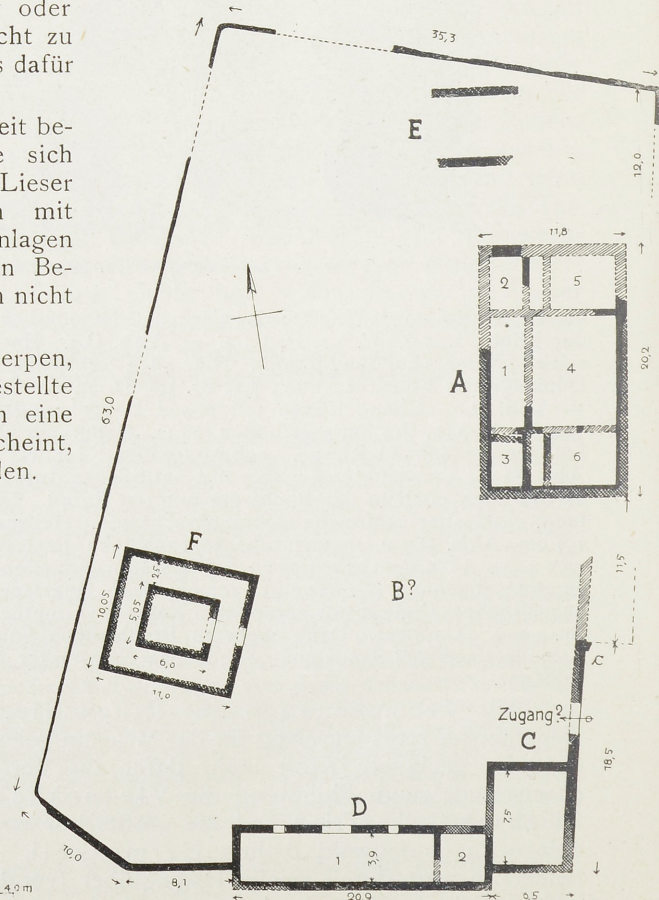 oder
cht zu
s dafür
eit be-
e sich
Lieser
n mit
nlagen
n Be-
n nicht
erpen,
estellte
n eine
cheint,
len.
35,3
E
12,0
11,8
2
5
A
1
4
20,2
3
6
63,0
F
2,5
10,05
5,05
6,0
11,0
B?
11,5
c
Zugang?
C
18,5
7,5
D
1
3,9
2
10,0
8,1
20,9